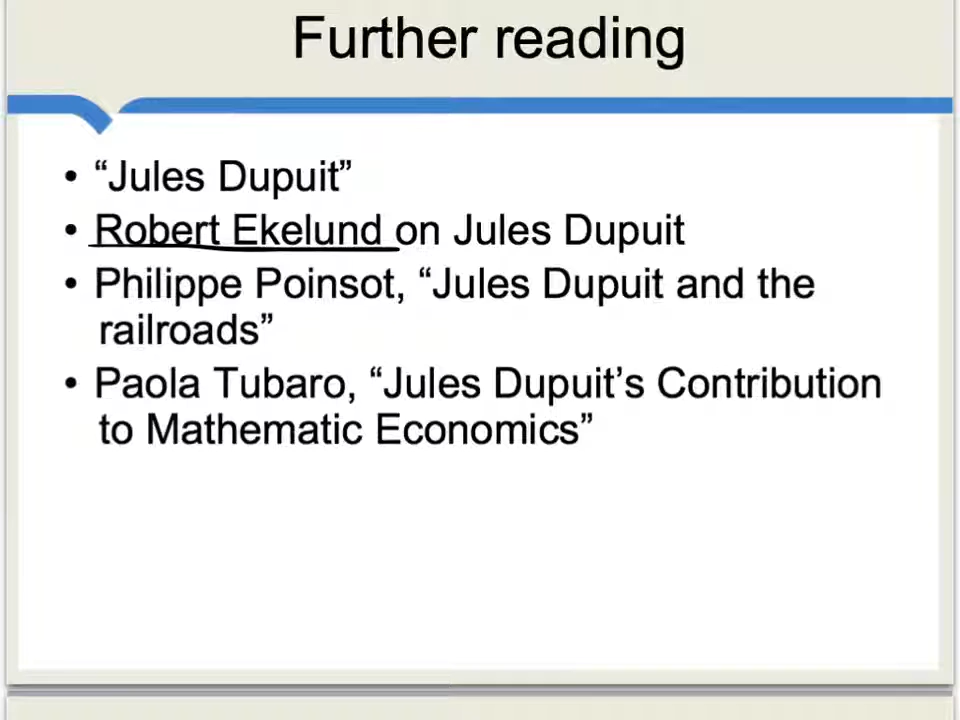 Further reading
• “Jules Dupuit”
• Robert Ekelund on Jules Dupuit
• Philippe Poinsot, “Jules Dupuit and the
railroads”
• Paola Tubaro, “Jules Dupuit’s Contribution
to Mathematic Economics”